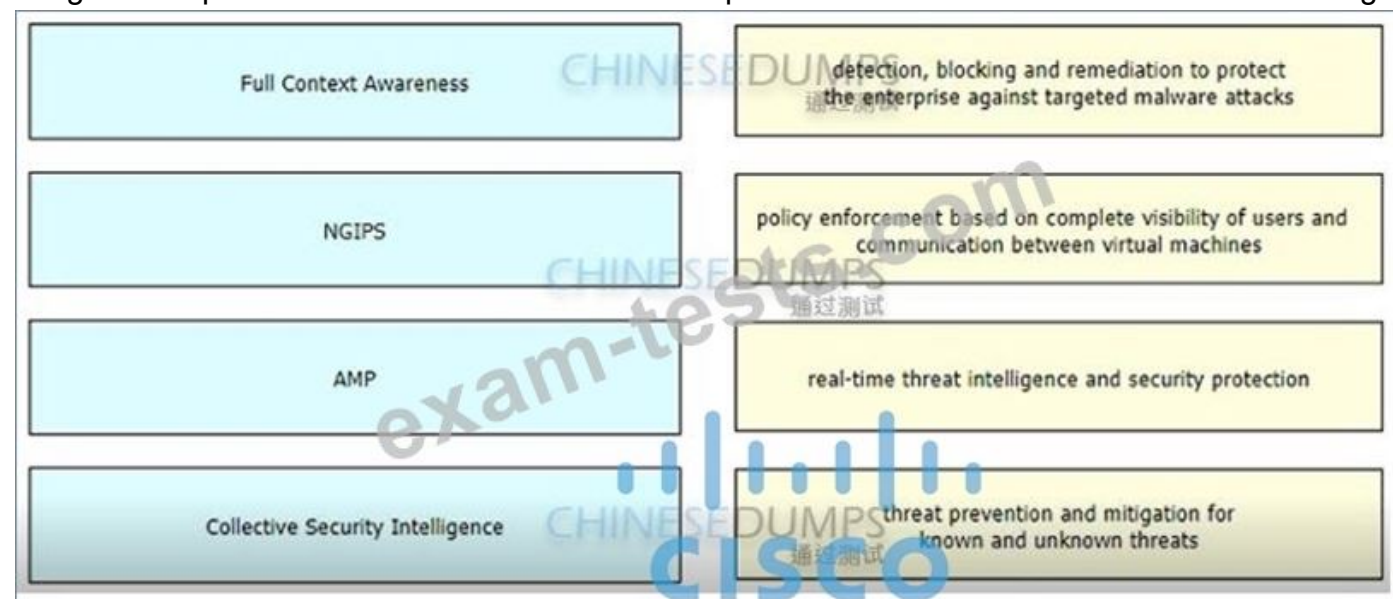 Full Context Awareness
detection, blocking and remediation to protect
the enterprise against targeted malware attacks
NGIPS
policy enforcement based on complete visibility of users and
communication between virtual machines
AMP
real-time threat intelligence and security protection
Collective Security Intelligence
threat prevention and mitigation for
known and unknown threats
CHINESEDUMPS
通过测试
CHINESEDUMPS
通过测试
CHINESEDUMPS
通过测试
exam-tests.com
CISCO